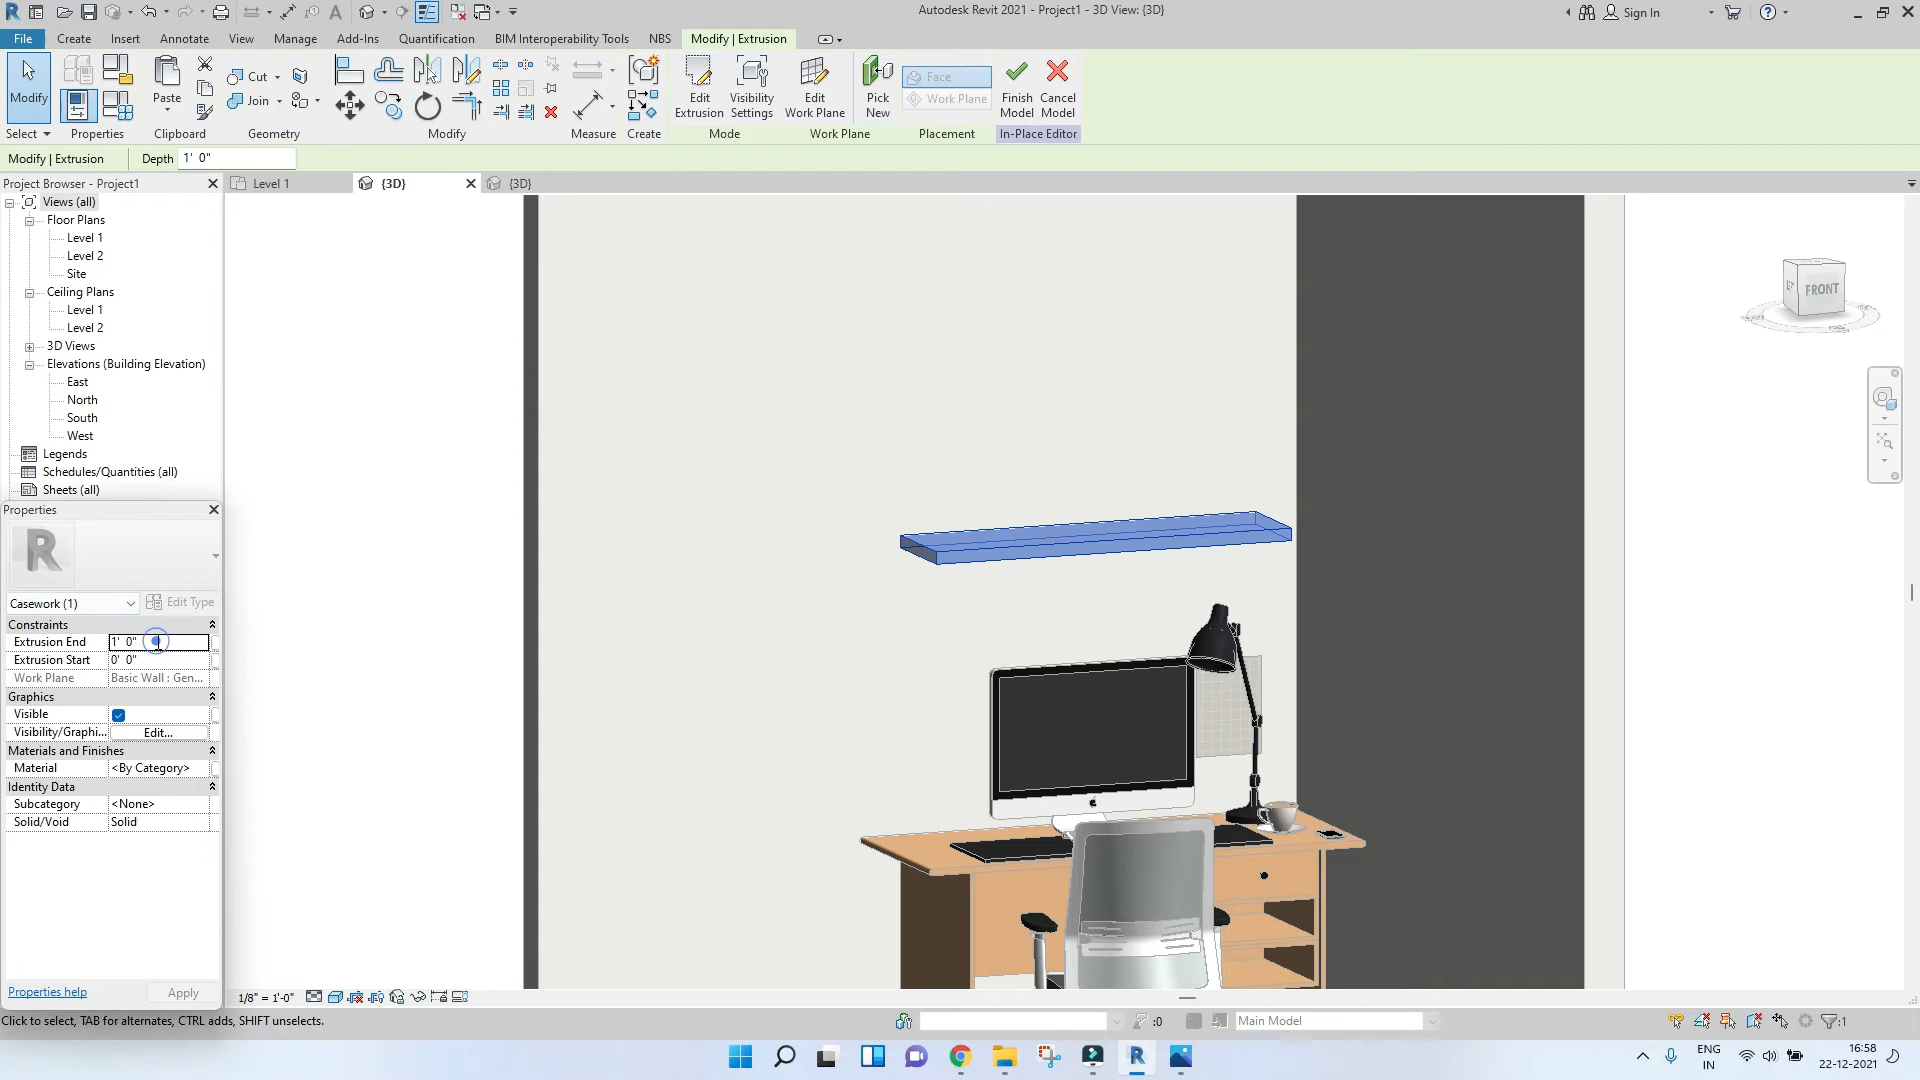 Autodesk Revit 2021 - Project1 - 3D View: {3D}
Sign In
File Create Insert Annotate View Manage Add-Ins Quantification BIM Interoperability Tools NBS Modify | Extrusion
Modify
Paste
Cut
Join
Edit Extrusion
Visibility Settings
Edit Work Plane
Pick New
Face
Work Plane
Finish Model
Cancel Model
Select Properties Clipboard Geometry Modify Measure Create Mode Work Plane Placement In-Place Editor
Modify | Extrusion Depth 1' 0"
Project Browser - Project1
Level 1 {3D} {3D}
Views (all)
Floor Plans
Level 1
Level 2
Site
Ceiling Plans
Level 1
Level 2
3D Views
Elevations (Building Elevation)
East
North
South
West
Legends
Schedules/Quantities (all)
Sheets (all)
FRONT
Properties
R
Casework (1) Edit Type
Constraints
Extrusion End 1' 0"
Extrusion Start 0' 0"
Work Plane Basic Wall : Gen...
Graphics
Visible
Visibility/Graphi... Edit...
Materials and Finishes
Material <By Category>
Identity Data
Subcategory <None>
Solid/Void Solid
Properties help Apply
1/8" = 1'-0"
Click to select, TAB for alternates, CTRL adds, SHIFT unselects.
:0
Main Model
:1
ENG
IN
16:58
22-12-2021